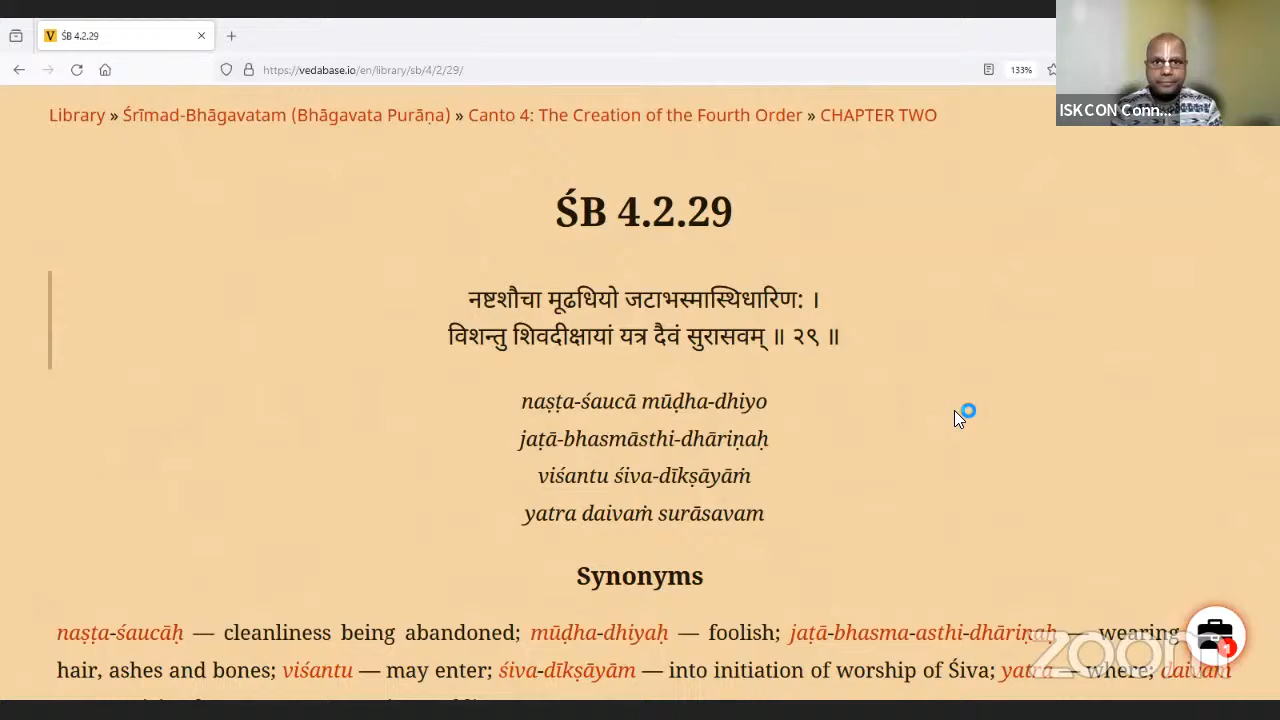 ŚB 4.2.29
https://vedabase.io/en/library/sb/4/2/29/
133%
ISKCON Conn...
Library » Śrīmad-Bhāgavatam (Bhāgavata Purāṇa) » Canto 4: The Creation of the Fourth Order » CHAPTER TWO
ŚB 4.2.29
नष्टशौचा मूढधियो जटाभस्मास्थिधारिण: ।
विशन्तु शिवदीक्षायां यत्र दैवं सुरासवम् ॥ २९ ॥
naṣṭa-śaucā mūḍha-dhiyo
jaṭā-bhasmāsthi-dhāriṇaḥ
viśantu śiva-dīkṣāyāṁ
yatra daivaṁ surāsavam
Synonyms
naṣṭa-śaucāḥ — cleanliness being abandoned; mūḍha-dhiyaḥ — foolish; jaṭā-bhasma-asthi-dhāriṇaḥ — wearing
hair, ashes and bones; viśantu — may enter; śiva-dīkṣāyām — into initiation of worship of Śiva; yatra — where; daivam
1
zoom